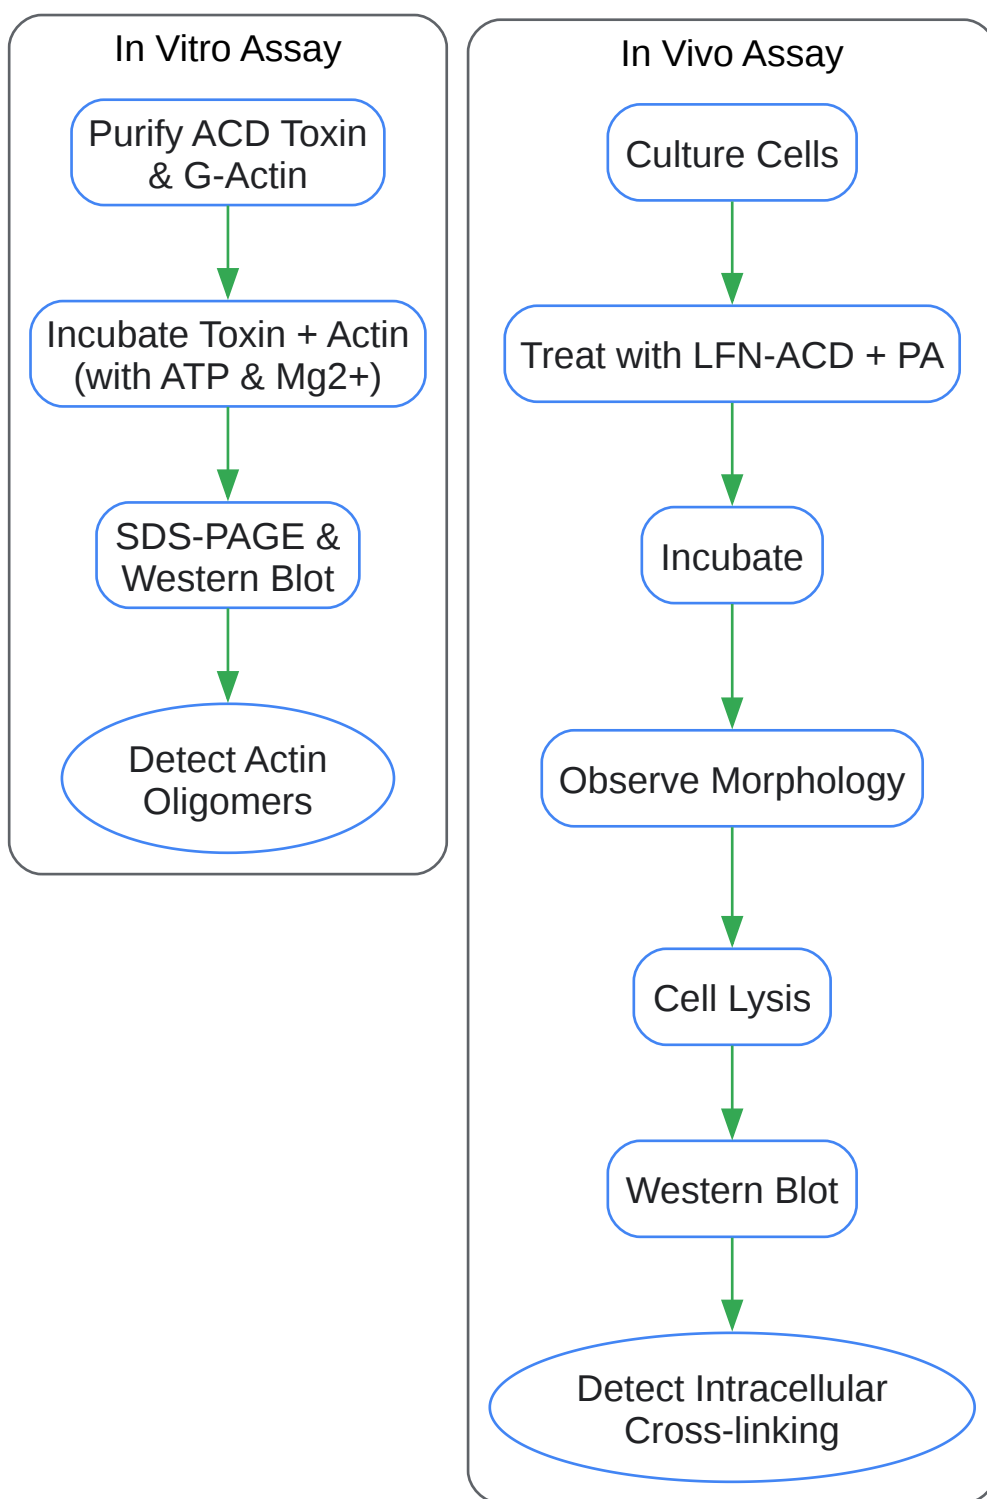 In Vitro Assay
Purify ACD Toxin
& G-Actin
Incubate Toxin + Actin
(with ATP & Mg2+)
SDS-PAGE &
Western Blot
Detect Actin
Oligomers
In Vivo Assay
Culture Cells
Treat with LFN-ACD + PA
Incubate
Observe Morphology
Cell Lysis
Western Blot
Detect Intracellular
Cross-linking